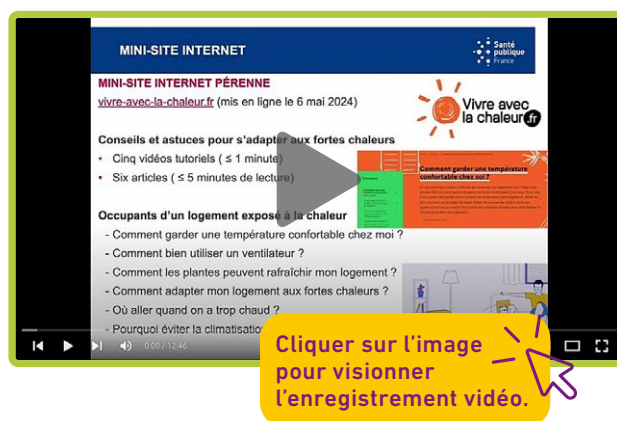 MINI-SITE INTERNET
Santé
publique
France
MINI-SITE INTERNET PÉRENNE
vivre-avec-la-chaleur.fr (mis en ligne le 6 mai 2024)
Vivre avec
la chaleur.fr
Conseils et astuces pour s'adapter aux fortes chaleurs
• Cinq vidéos tutoriels ( ≤ 1 minute)
• Six articles ( ≤ 5 minutes de lecture)
Comment garder une température
confortable chez soi ?
Occupants d'un logement exposé à la chaleur
- Comment garder une température confortable chez moi ?
- Comment bien utiliser un ventilateur ?
- Comment les plantes peuvent rafraîchir mon logement ?
- Comment adapter mon logement aux fortes chaleurs ?
- Où aller quand on a trop chaud ?
- Pourquoi éviter la climatisation
0:00 / 12:46
Cliquer sur l'image
pour visionner
l'enregistrement vidéo.